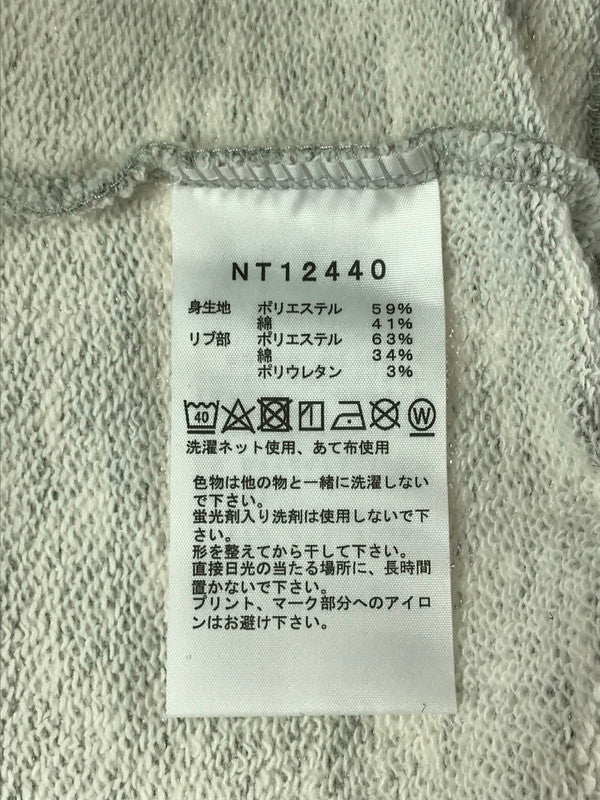 NT12440
身生地 ポリエステル 59%
綿 41%
リブ部 ポリエステル 63%
綿 34%
ポリウレタン 3%
40 W
洗濯ネット使用、あて布使用
色物は他の物と一緒に洗濯しない
で下さい。
蛍光剤入り洗剤は使用しないで下
さい。
形を整えてから干して下さい。
直接日光の当たる場所に、長時間
置かないで下さい。
プリント、マーク部分へのアイロ
ンはお避け下さい。